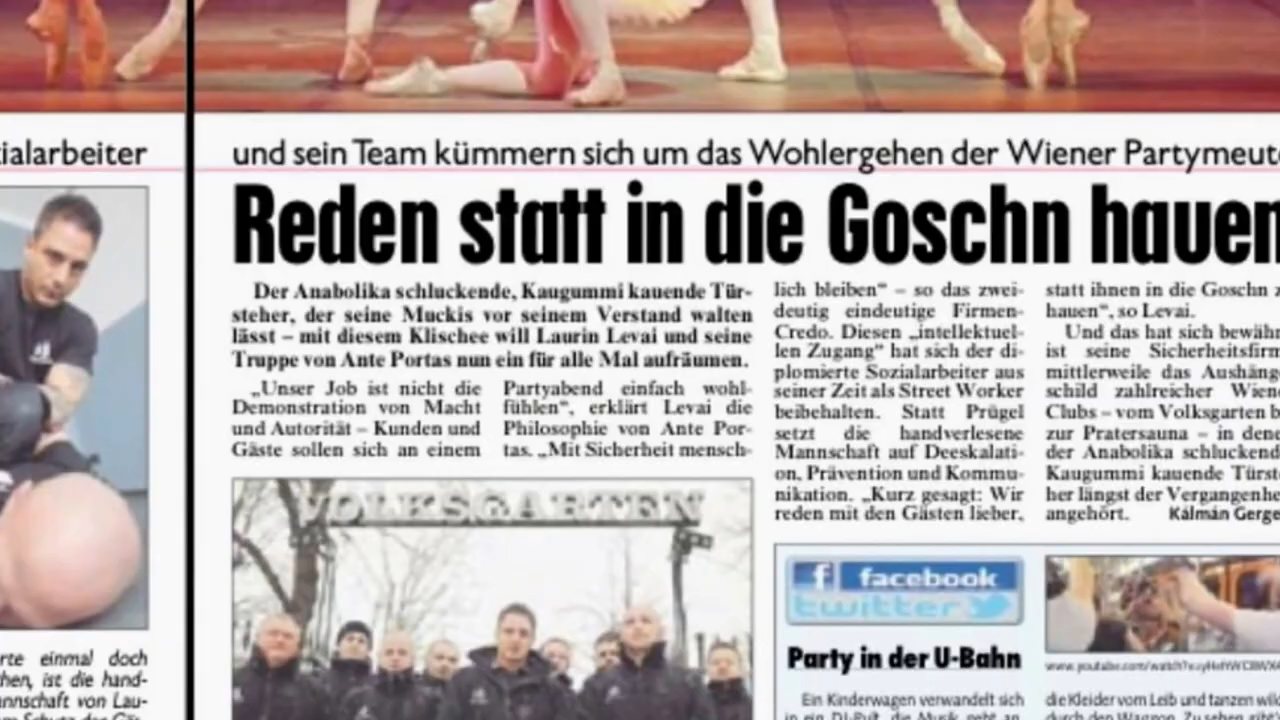 zialarbeiter
rte einmal doch
hen, ist die hand-
annschaft von Lau-
und sein Team kümmern sich um das Wohlergehen der Wiener Partymeute
Reden statt in die Goschn hauen
Der Anabolika schluckende, Kaugummi kauende Tür-
steher, der seine Muckis vor seinem Verstand walten
lässt – mit diesem Klischee will Laurin Levai und seine
Truppe von Ante Portas nun ein für alle Mal aufräumen.
„Unser Job ist nicht die
Demonstration von Macht
und Autorität – Kunden und
Gäste sollen sich an einem
Partyabend einfach wohl-
fühlen“, erklärt Levai die
Philosophie von Ante Por-
tas. „Mit Sicherheit mensch-
lich bleiben“ – so das zwei-
deutig eindeutige Firmen-
Credo. Diesen „intellektuel-
len Zugang“ hat sich der di-
plomierte Sozialarbeiter aus
seiner Zeit als Street Worker
beibehalten. Statt Prügel
setzt die handverlesene
Mannschaft auf Deeskalati-
on, Prävention und Kommu-
nikation. „Kurz gesagt: Wir
reden mit den Gästen lieber,
statt ihnen in die Goschn z
hauen“, so Levai.
Und das hat sich bewähr
ist seine Sicherheitsfirm
mittlerweile das Aushäng
schild zahlreicher Wien
Clubs – vom Volksgarten b
zur Pratersauna – in dene
der Anabolika schluckend
Kaugummi kauende Türste
her längst der Vergangenhe
angehört. Kálmán Gerge
VOLKSGARTEN
facebook
twitter
Party in der U-Bahn
Ein Kinderwagen verwandelt sich
in ein DJ-Pult, die Musik geht an,
die Kleider vom Leib und tanzen wild
durch den Waggon. Zu sehen gibt's